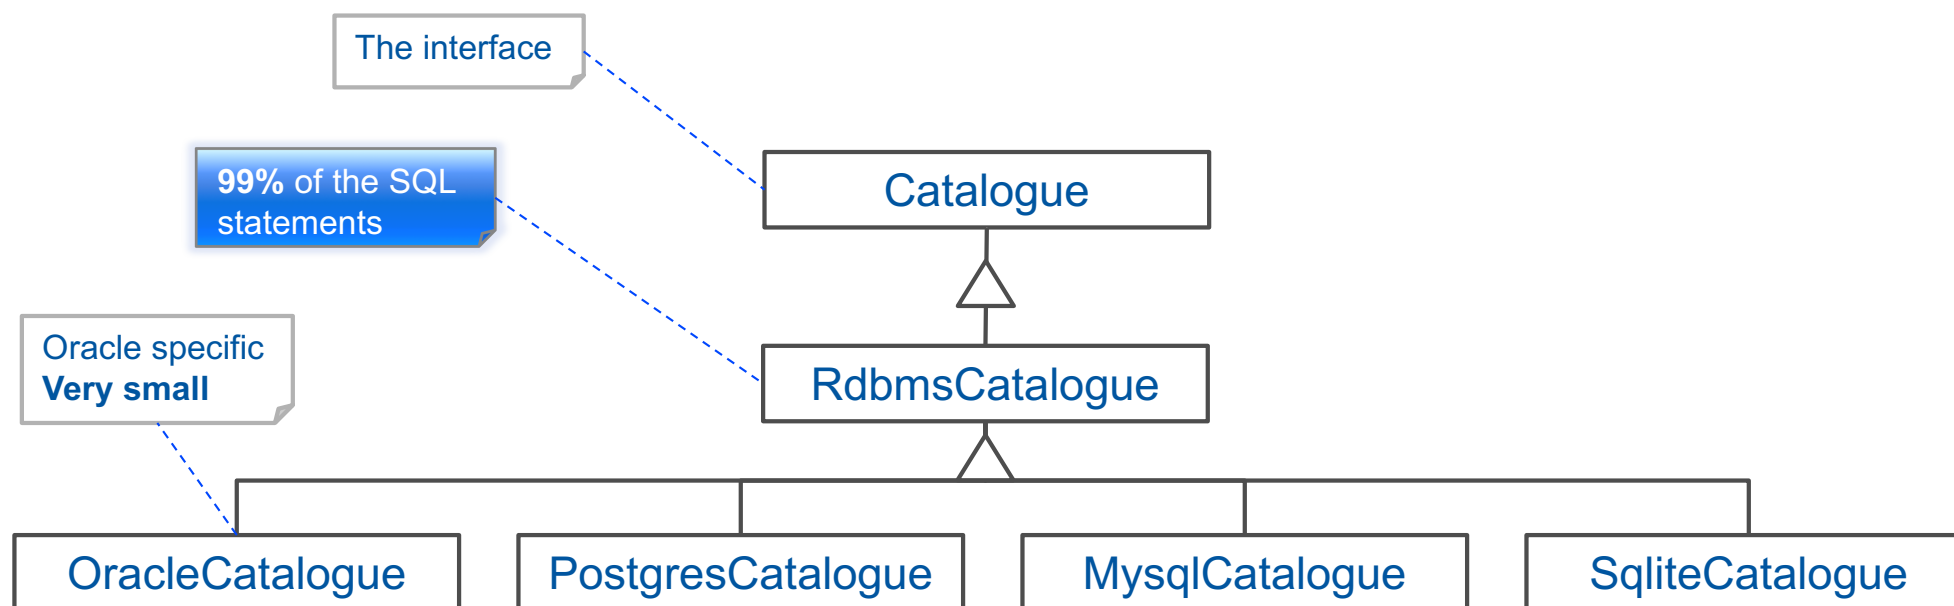 The interface
Catalogue
99% of the SQL
statements
Oracle specific
Very small
RdbmsCatalogue
OracleCatalogue
PostgresCatalogue
MysqlCatalogue
SqliteCatalogue